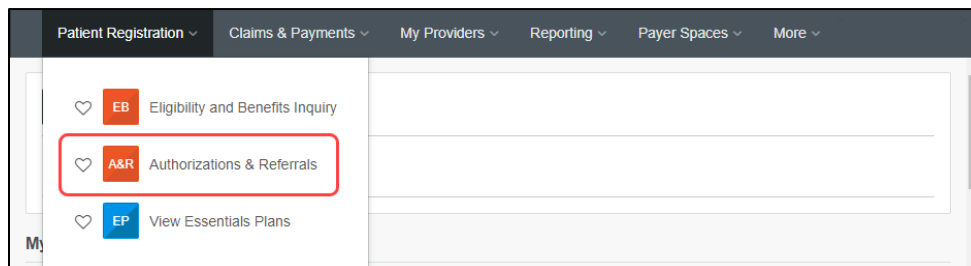 Patient Registration Claims & Payments My Providers Reporting Payer Spaces More
EB Eligibility and Benefits Inquiry
A&R Authorizations & Referrals
EP View Essentials Plans
My